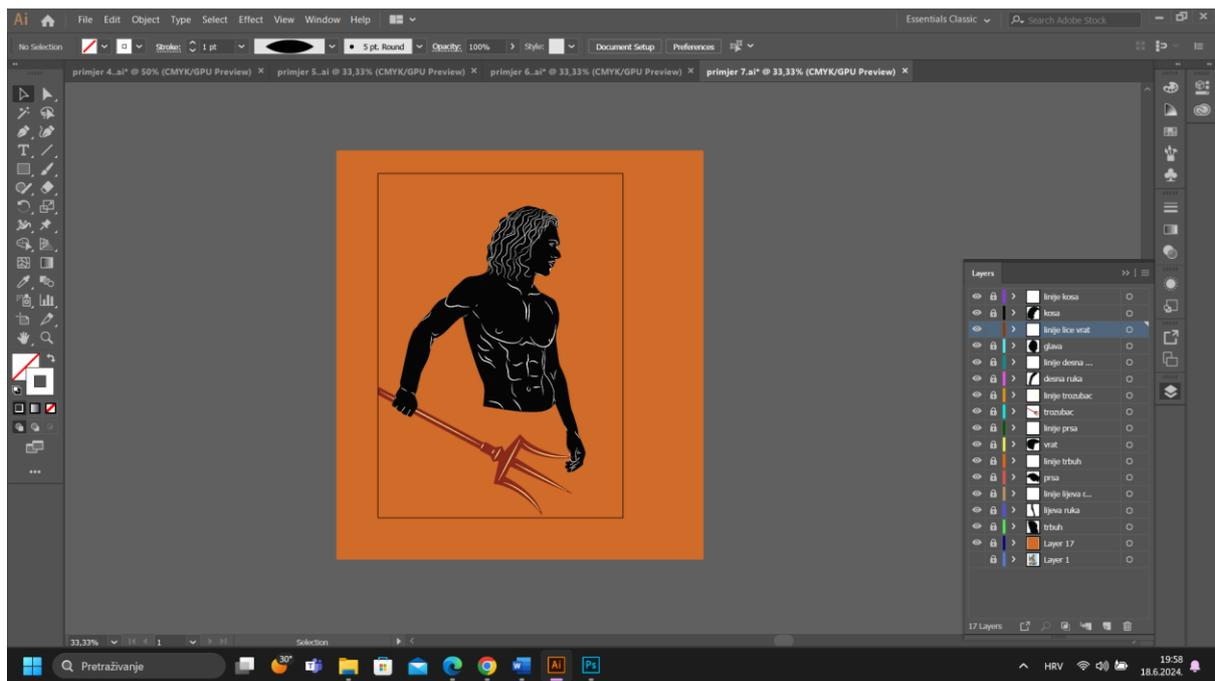 Ai File Edit Object Type Select Effect View Window Help Essentials Classic Search Adobe Stock
No Selection Stroke: 1 pt 5 pt. Round Opacity: 100% Style: Document Setup Preferences
primjer 4..ai* @ 50% (CMYK/GPU Preview) × primjer 5..ai @ 33,33% (CMYK/GPU Preview) × primjer 6..ai* @ 33,33% (CMYK/GPU Preview) × primjer 7.ai* @ 33,33% (CMYK/GPU Preview) ×
Layers
linije kosa
kosa
linije lice vrat
glava
linije desna ...
desna ruka
linije trozubac
trozubac
linije prsa
vrat
linije trbuh
prsa
linije lijeva r...
lijeva ruka
trbuh
Layer 17
Layer 1
17 Layers
33,33% 1 Selection
Pretraživanje 30° Ai Ps HRV 19:58
18.6.2024.